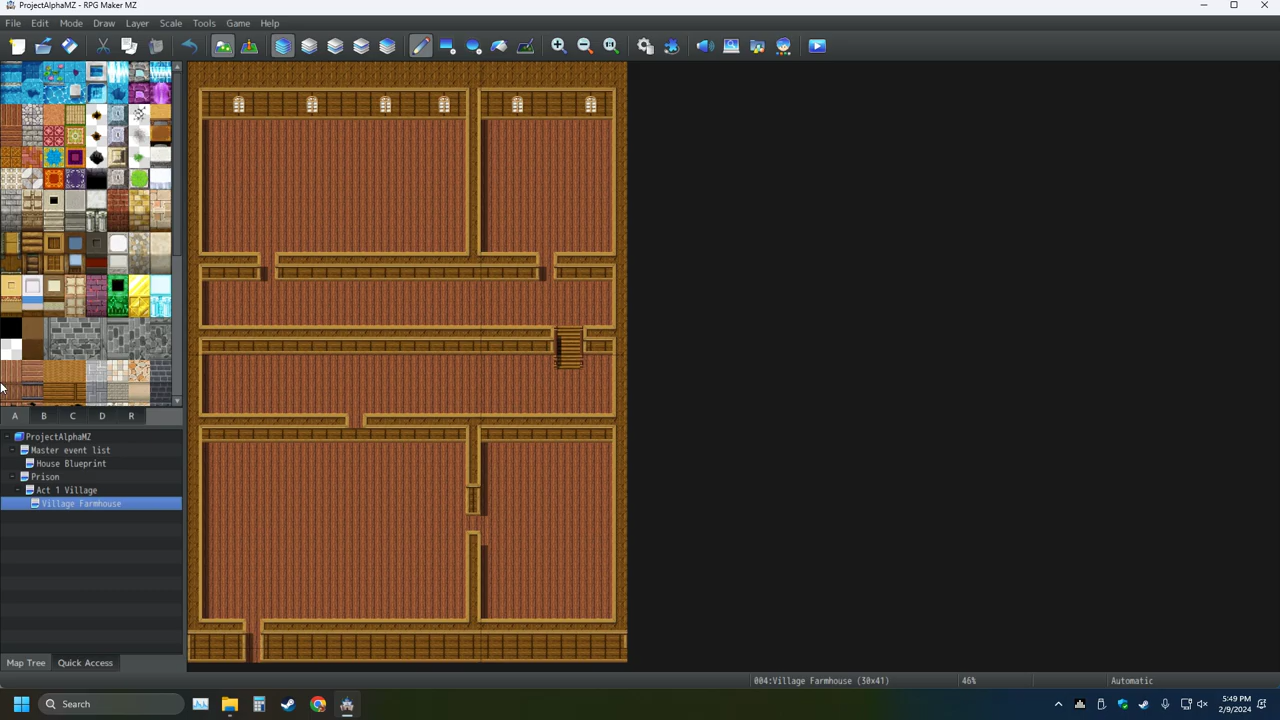 ProjectAlphaMZ - RPG Maker MZ
File Edit Mode Draw Layer Scale Tools Game Help
A B C D R
ProjectAlphaMZ
Master event list
House Blueprint
Prison
Act 1 Village
Village Farmhouse
Map Tree Quick Access
004:Village Farmhouse (30x41) 46% Automatic
Search
5:49 PM
2/9/2024